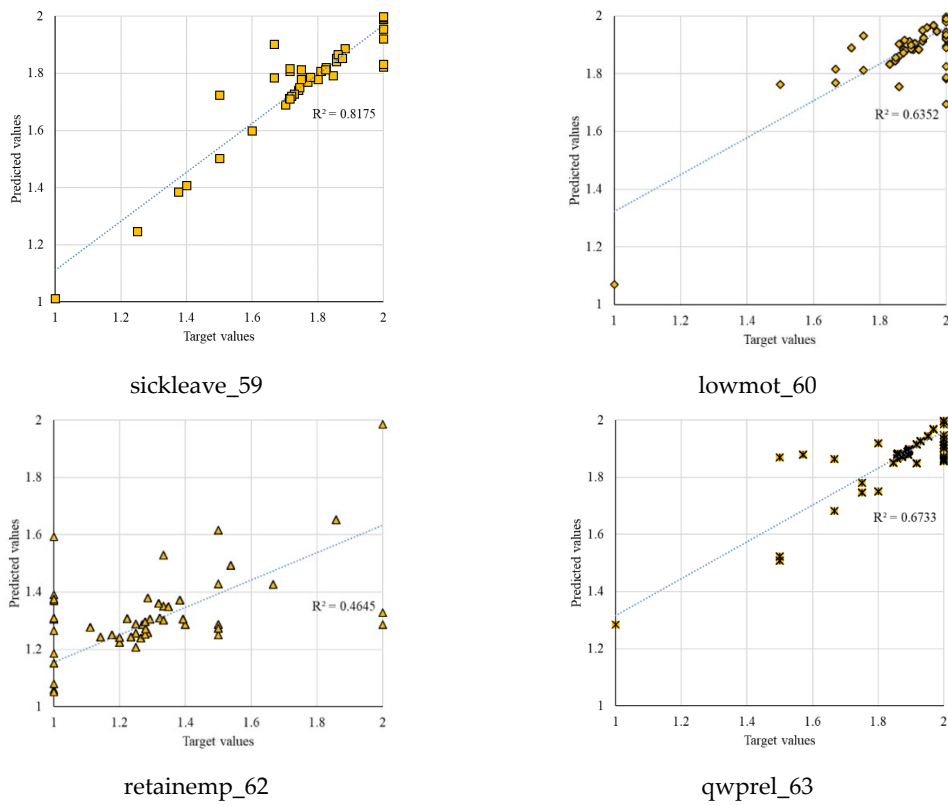 2
1.8
1.6
1.4
1.2
1
Predicted values
R² = 0.8175
1 1.2 1.4 1.6 1.8 2
Target values
sickleave_59
2
1.8
1.6
1.4
1.2
1
Predicted values
R² = 0.6352
1 1.2 1.4 1.6 1.8 2
Target values
lowmot_60
2
1.8
1.6
1.4
1.2
1
Predicted values
R² = 0.4645
1 1.2 1.4 1.6 1.8 2
Target values
retainemp_62
2
1.8
1.6
1.4
1.2
1
Predicted values
R² = 0.6733
1 1.2 1.4 1.6 1.8 2
Target values
qwprel_63